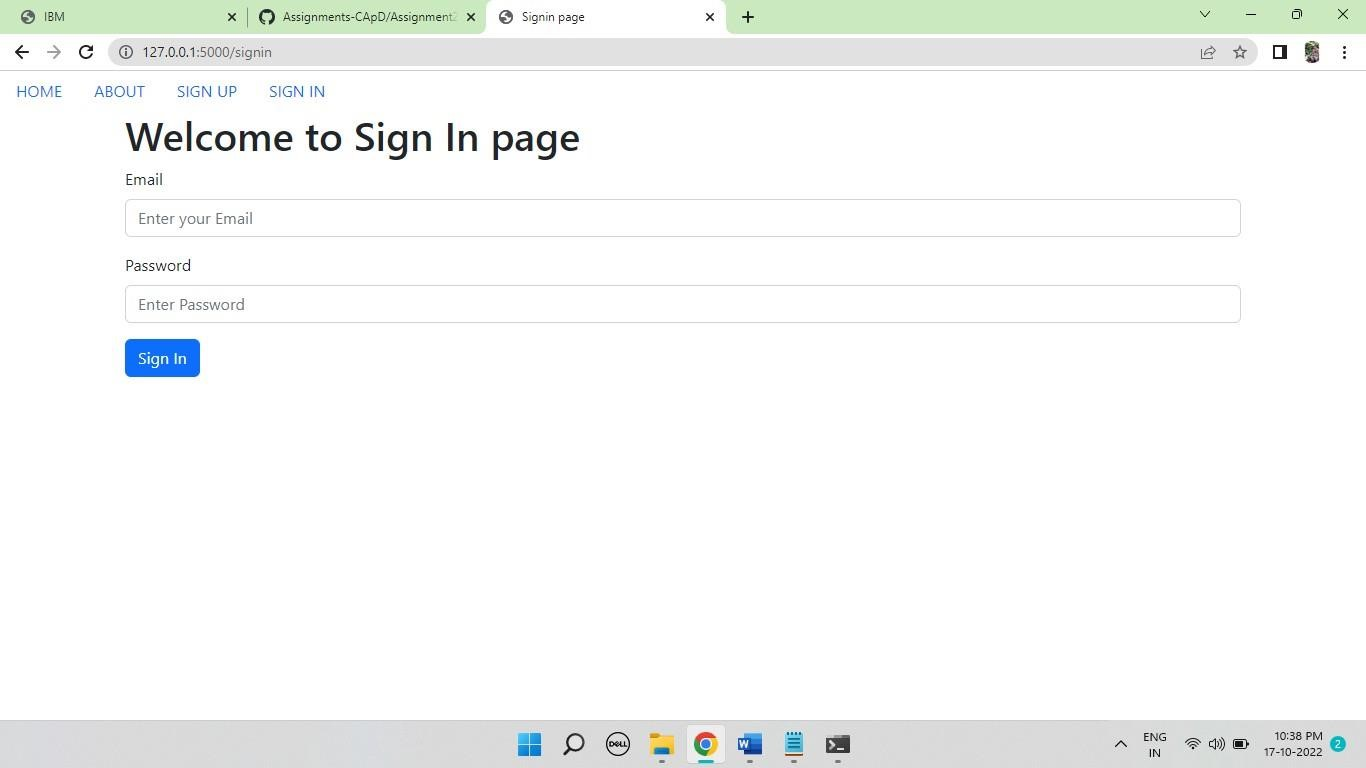 IBM
Assignments-CApD/Assignment2
Signin page
127.0.0.1:5000/signin
HOME ABOUT SIGN UP SIGN IN
Welcome to Sign In page
Email
Enter your Email
Password
Enter Password
Sign In
DELL
ENG
IN
10:38 PM
17-10-2022
2